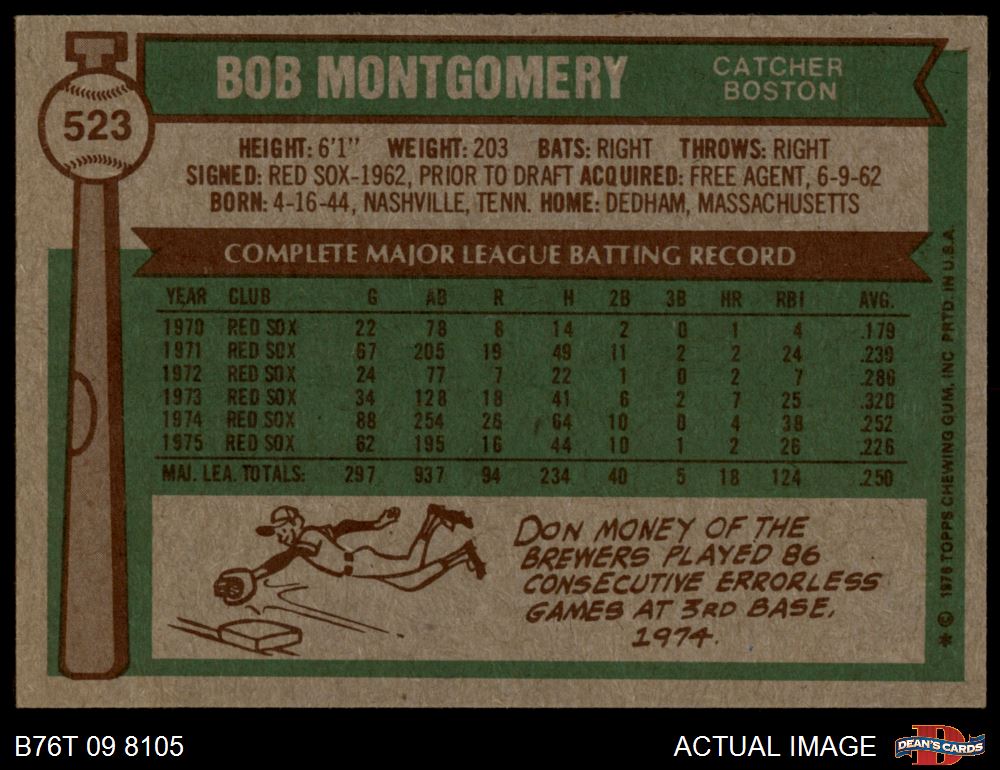 BOB MONTGOMERY
CATCHER
BOSTON
523
HEIGHT: 6'1" WEIGHT: 203 BATS: RIGHT THROWS: RIGHT
SIGNED: RED SOX-1962, PRIOR TO DRAFT ACQUIRED: FREE AGENT, 6-9-62
BORN: 4-16-44, NASHVILLE, TENN. HOME: DEDHAM, MASSACHUSETTS
COMPLETE MAJOR LEAGUE BATTING RECORD
YEAR CLUB G AB R H 2B 3B HR RBI AVG.
1970 RED SOX 22 78 8 14 2 0 1 4 .179
1971 RED SOX 67 205 19 49 11 2 2 24 .239
1972 RED SOX 24 77 7 22 1 0 2 7 .286
1973 RED SOX 34 128 18 41 6 2 7 25 .320
1974 RED SOX 88 254 26 64 10 0 4 38 .252
1975 RED SOX 62 195 16 44 10 1 2 26 .226
MAJ. LEA. TOTALS: 297 937 94 234 40 5 18 124 .250
DON MONEY OF THE
BREWERS PLAYED 86
CONSECUTIVE ERRORLESS
GAMES AT 3RD BASE,
1974.
* © 1976 TOPPS CHEWING GUM, INC. PRTD. IN U.S.A.
B76T 09 8105
ACTUAL IMAGE
D
DEAN'S CARDS